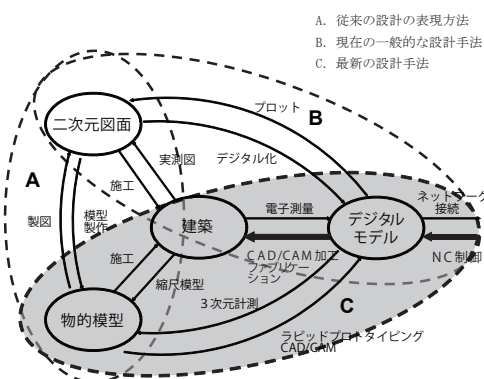 A. 従来の設計の表現方法
B. 現在の一般的な設計手法
C. 最新の設計手法
プロット
B
二次元図面
実測図
デジタル化
A
施工
ネットワーク
接続
製図
模型
製作
建築
電子測量
デジタル
モデル
施工
CAD/CAM加工
ファブリケー
ション
NC制御
縮尺模型
3次元計測
C
物的模型
ラピッドプロトタイピング
CAD/CAM